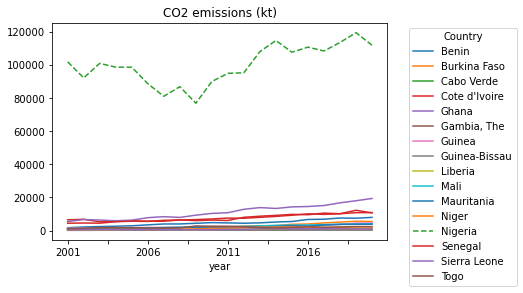 CO2 emissions (kt)
120000
100000
80000
60000
40000
20000
0
2001
2006
2011
2016
year
Country
Benin
Burkina Faso
Cabo Verde
Cote d'Ivoire
Ghana
Gambia, The
Guinea
Guinea-Bissau
Liberia
Mali
Mauritania
Niger
Nigeria
Senegal
Sierra Leone
Togo